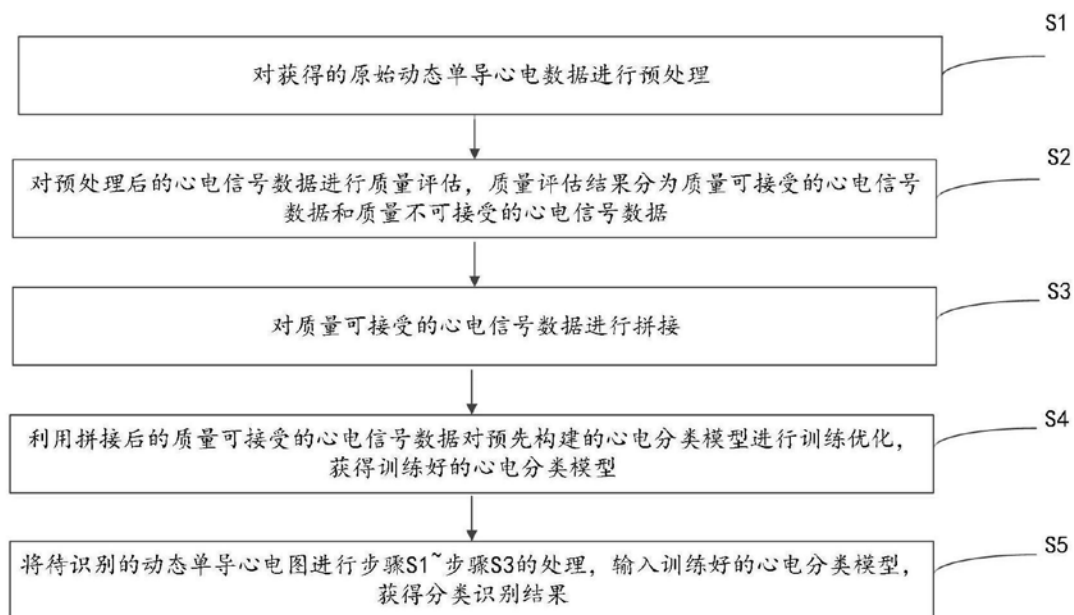 S1
对获得的原始动态单导心电数据进行预处理
S2
对预处理后的心电信号数据进行质量评估，质量评估结果分为质量可接受的心电信号
数据和质量不可接受的心电信号数据
S3
对质量可接受的心电信号数据进行拼接
S4
利用拼接后的质量可接受的心电信号数据对预先构建的心电分类模型进行训练优化，
获得训练好的心电分类模型
S5
将待识别的动态单导心电图进行步骤S1~步骤S3的处理，输入训练好的心电分类模型，
获得分类识别结果